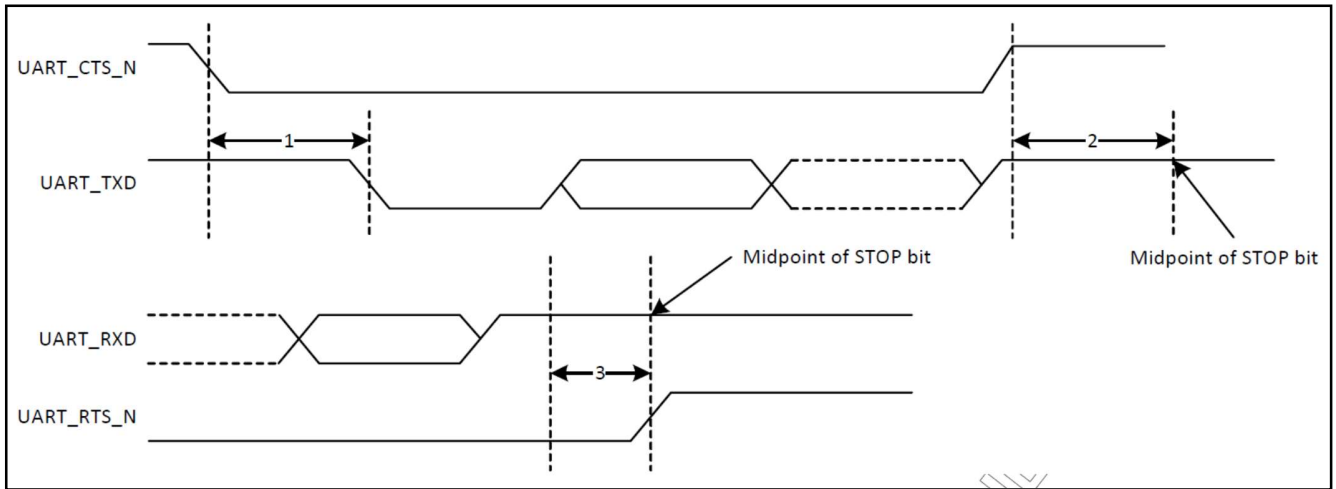 UART_CTS_N
1
2
UART_TXD
Midpoint of STOP bit
Midpoint of STOP bit
UART_RXD
3
UART_RTS_N